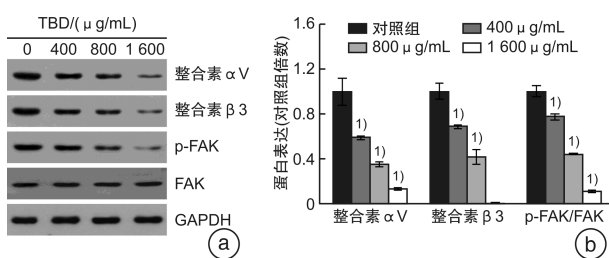 TBD/(μg/mL)
0 400 800 1 600
整合素αV
整合素β3
p-FAK
FAK
GAPDH
a
蛋白表达(对照组倍数)
1.6
1.2
0.8
0.4
0
对照组 400 μg/mL
800 μg/mL 1 600 μg/mL
1) 1) 1) 1) 1) 1) 1) 1)
整合素αV 整合素β3 p-FAK/FAK
b